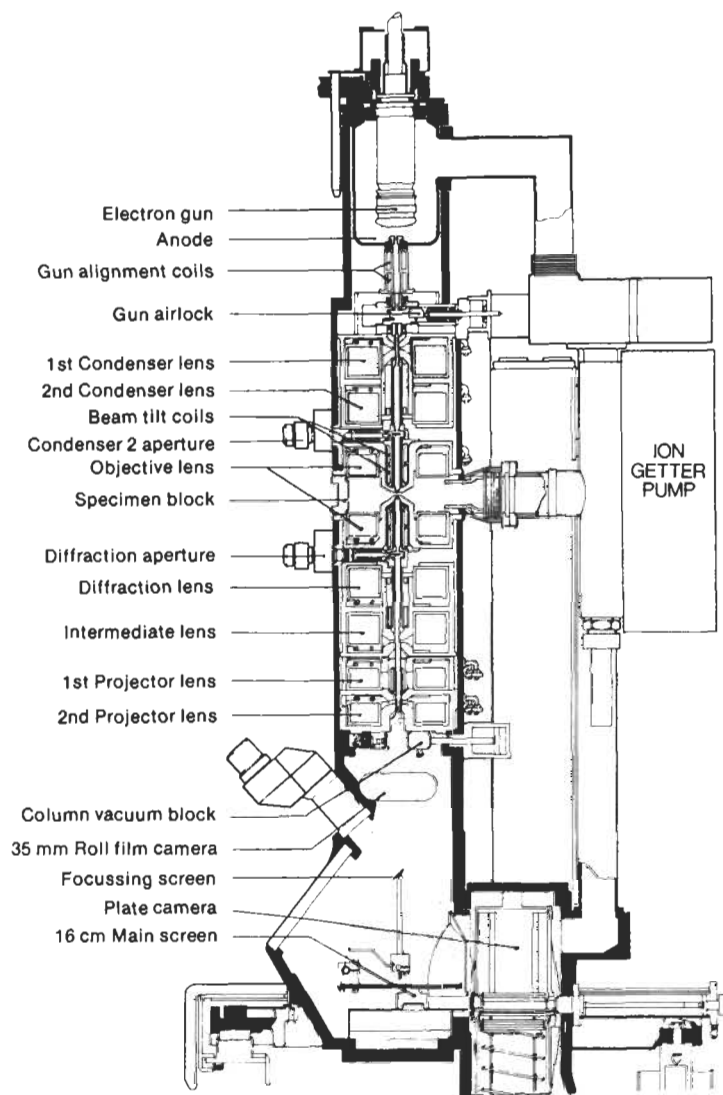 Electron gun
Anode
Gun alignment coils
Gun airlock
1st Condenser lens
2nd Condenser lens
Beam tilt coils
Condenser 2 aperture
Objective lens
Specimen block
Diffraction aperture
Diffraction lens
Intermediate lens
1st Projector lens
2nd Projector lens
Column vacuum block
35 mm Roll film camera
Focussing screen
Plate camera
16 cm Main screen
ION
GETTER
PUMP